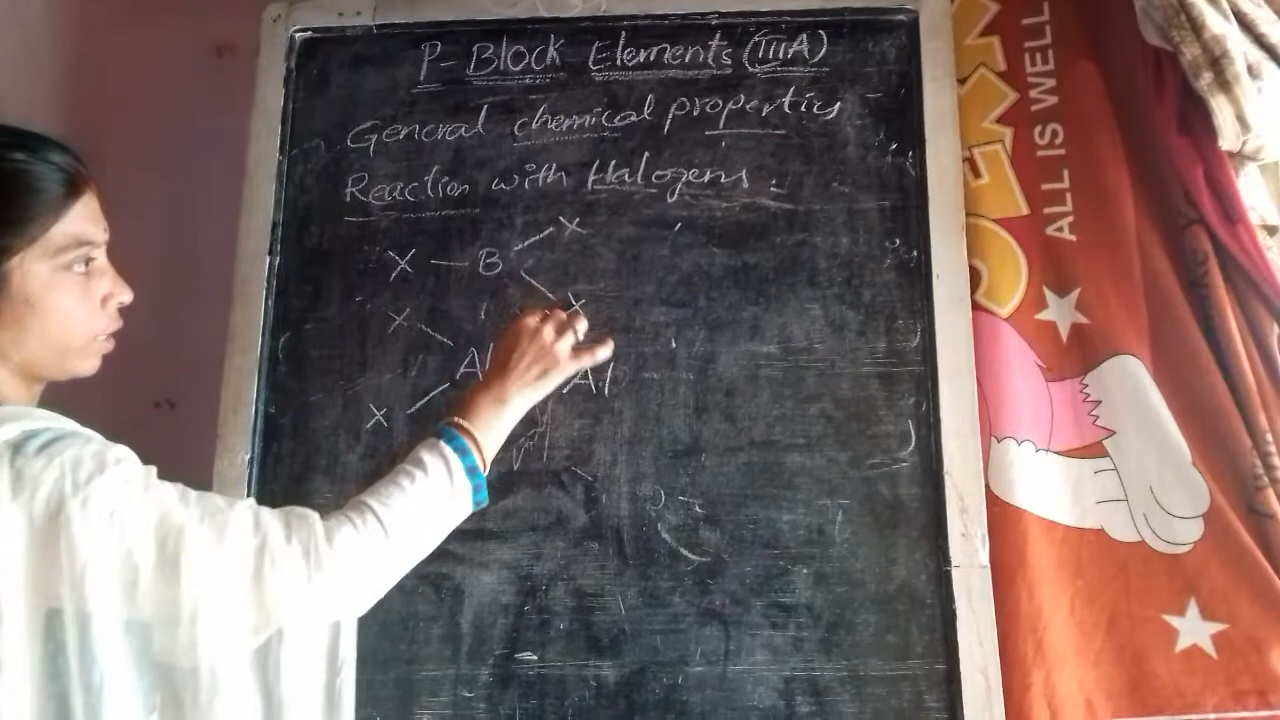 P-Block Elements (IIIA)
General chemical properties
Reaction with Halogens.
X — B
X
X
X
Al
Al
X
ALL IS WELL